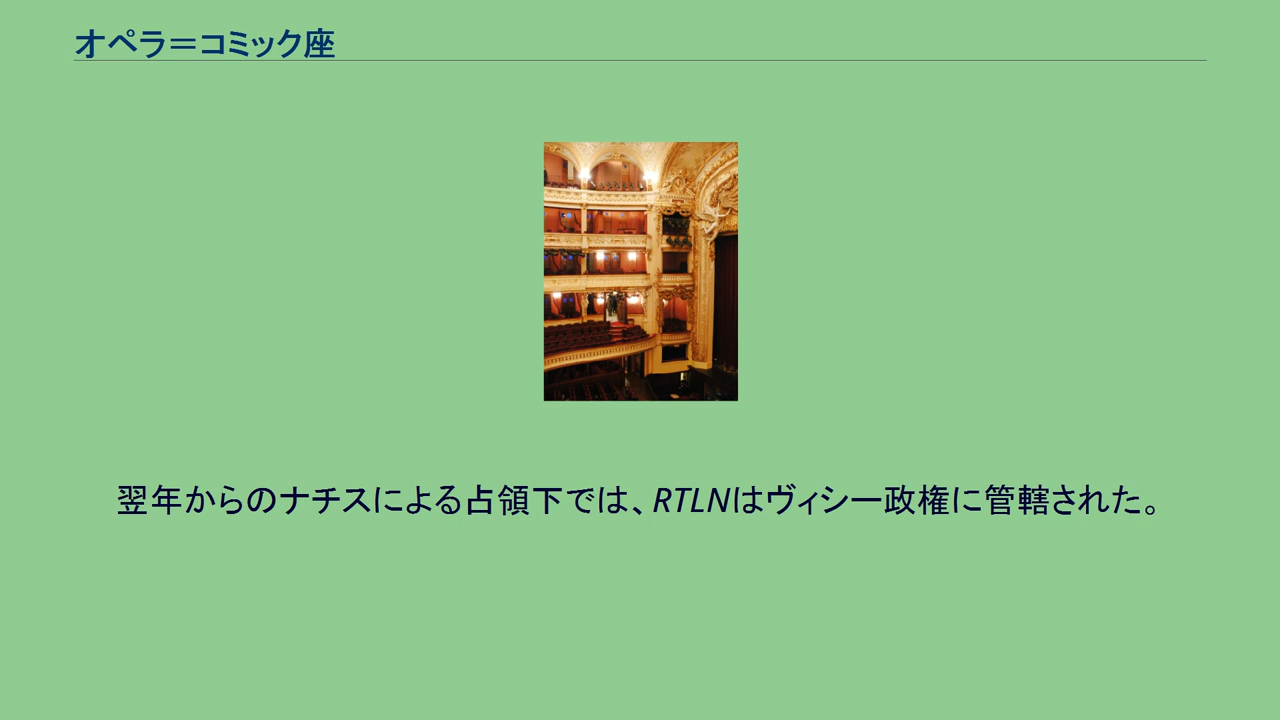 オペラ＝コミック座
翌年からのナチスによる占領下では、RTLNはヴィシー政権に管轄された。